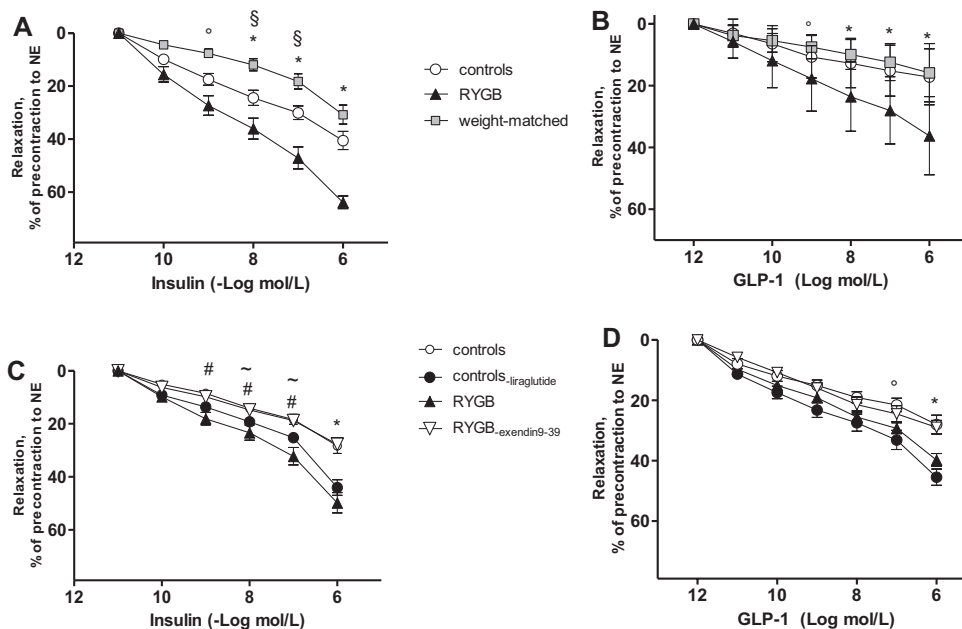 A
§
§
°
*
*
*
0
20
40
60
Relaxation,
% of precontraction to NE
12
10
8
6
Insulin (-Log mol/L)
controls
RYGB
weight-matched
B
°
*
*
*
0
20
40
60
Relaxation,
% of precontraction to NE
12
10
8
6
GLP-1 (Log mol/L)
C
#
~
#
~
#
*
0
20
40
60
Relaxation,
% of precontraction to NE
12
10
8
6
Insulin (-Log mol/L)
controls
controls-liraglutide
RYGB
RYGB-exendin9-39
D
°
*
0
20
40
60
Relaxation,
% of precontraction to NE
12
10
8
6
GLP-1 (Log mol/L)